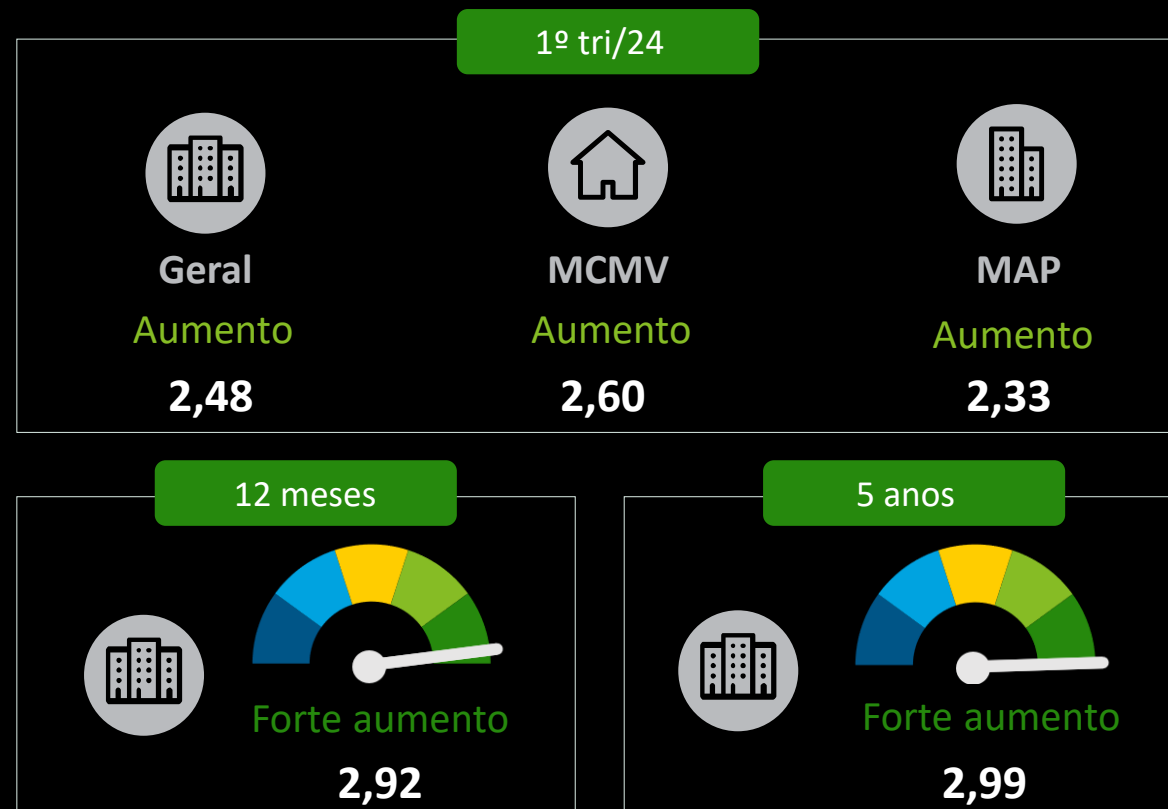 1º tri/24
Geral
Aumento
2,48
MCMV
Aumento
2,60
MAP
Aumento
2,33
12 meses
Forte aumento
2,92
5 anos
Forte aumento
2,99